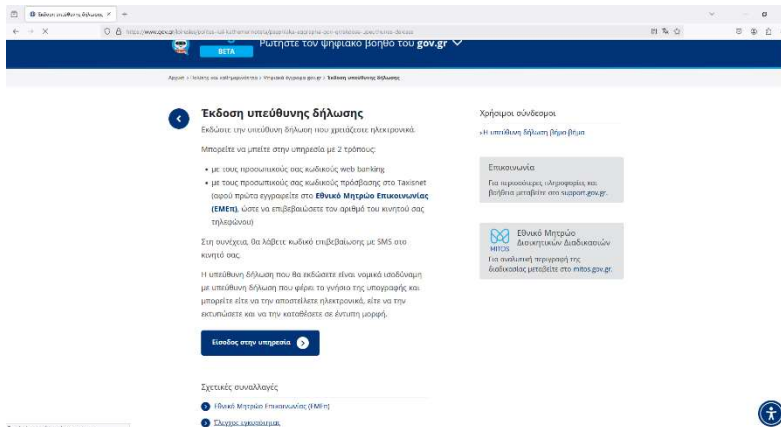 Έκδοση υπεύθυνης δήλωσης
BETA
Ρωτήστε τον ψηφιακό βοηθό του gov.gr
Έκδοση υπεύθυνης δήλωσης
Εκδώστε την υπεύθυνη δήλωση που χρειάζεστε ηλεκτρονικά.
Μπορείτε να μπείτε στην υπηρεσία με 2 τρόπους:
• με τους προσωπικούς σας κωδικούς web banking
• με τους προσωπικούς σας κωδικούς πρόσβασης στο Taxisnet
(αφού πρώτα εγγραφείτε στο Εθνικό Μητρώο Επικοινωνίας
(ΕΜΕπ), ώστε να επιβεβαιώσετε τον αριθμό του κινητού σας
τηλεφώνου)
Στη συνέχεια, θα λάβετε κωδικό επιβεβαίωσης με SMS στο
κινητό σας.
Η υπεύθυνη δήλωση που θα εκδώσετε είναι νομικά ισοδύναμη
με υπεύθυνη δήλωση που φέρει το γνήσιο της υπογραφής και
μπορείτε είτε να την αποστείλετε ηλεκτρονικά, είτε να την
εκτυπώσετε και να την καταθέσετε σε έντυπη μορφή.
Είσοδος στην υπηρεσία
Σχετικές συναλλαγές
Εθνικό Μητρώο Επικοινωνίας (ΕΜΕπ)
Έλεγχος εγκυρότητας
Χρήσιμοι σύνδεσμοι
Η υπεύθυνη δήλωση βήμα βήμα
Επικοινωνία
Για περισσότερες πληροφορίες και
βοήθεια μεταβείτε στο support.gov.gr.
MITOS
Εθνικό Μητρώο
Διοικητικών Διαδικασιών
Για αναλυτική περιγραφή της
διαδικασίας μεταβείτε στο mitos.gov.gr.